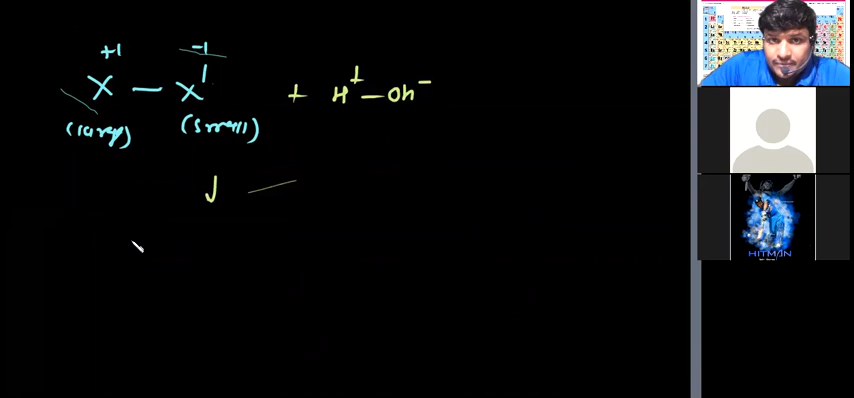 +1 -1
X — X' + H⁺ — OH⁻
(large) (small)
HITMAN